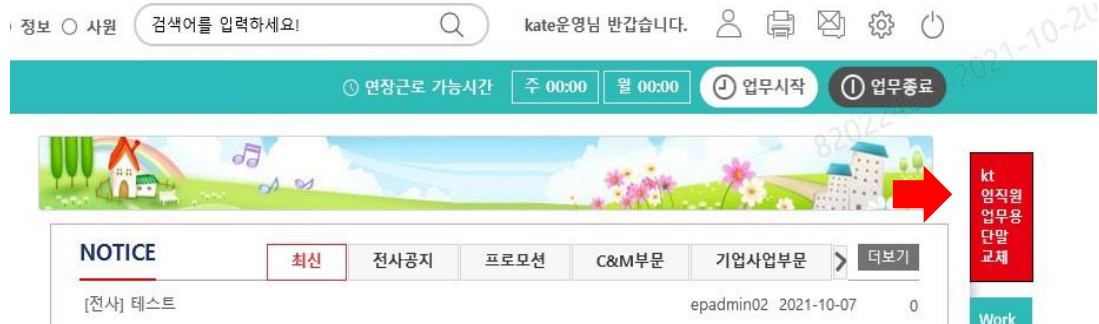 정보 사원 검색어를 입력하세요! kate운영님 반갑습니다.
연장근로 가능시간 주 00:00 월 00:00 업무시작 업무종료
kt
임직원
업무용
단말
교체
NOTICE 최신 전사공지 프로모션 C&M부문 기업사업부문 더보기
[전사] 테스트 epadmin02 2021-10-07 0
Work
2021-10-20